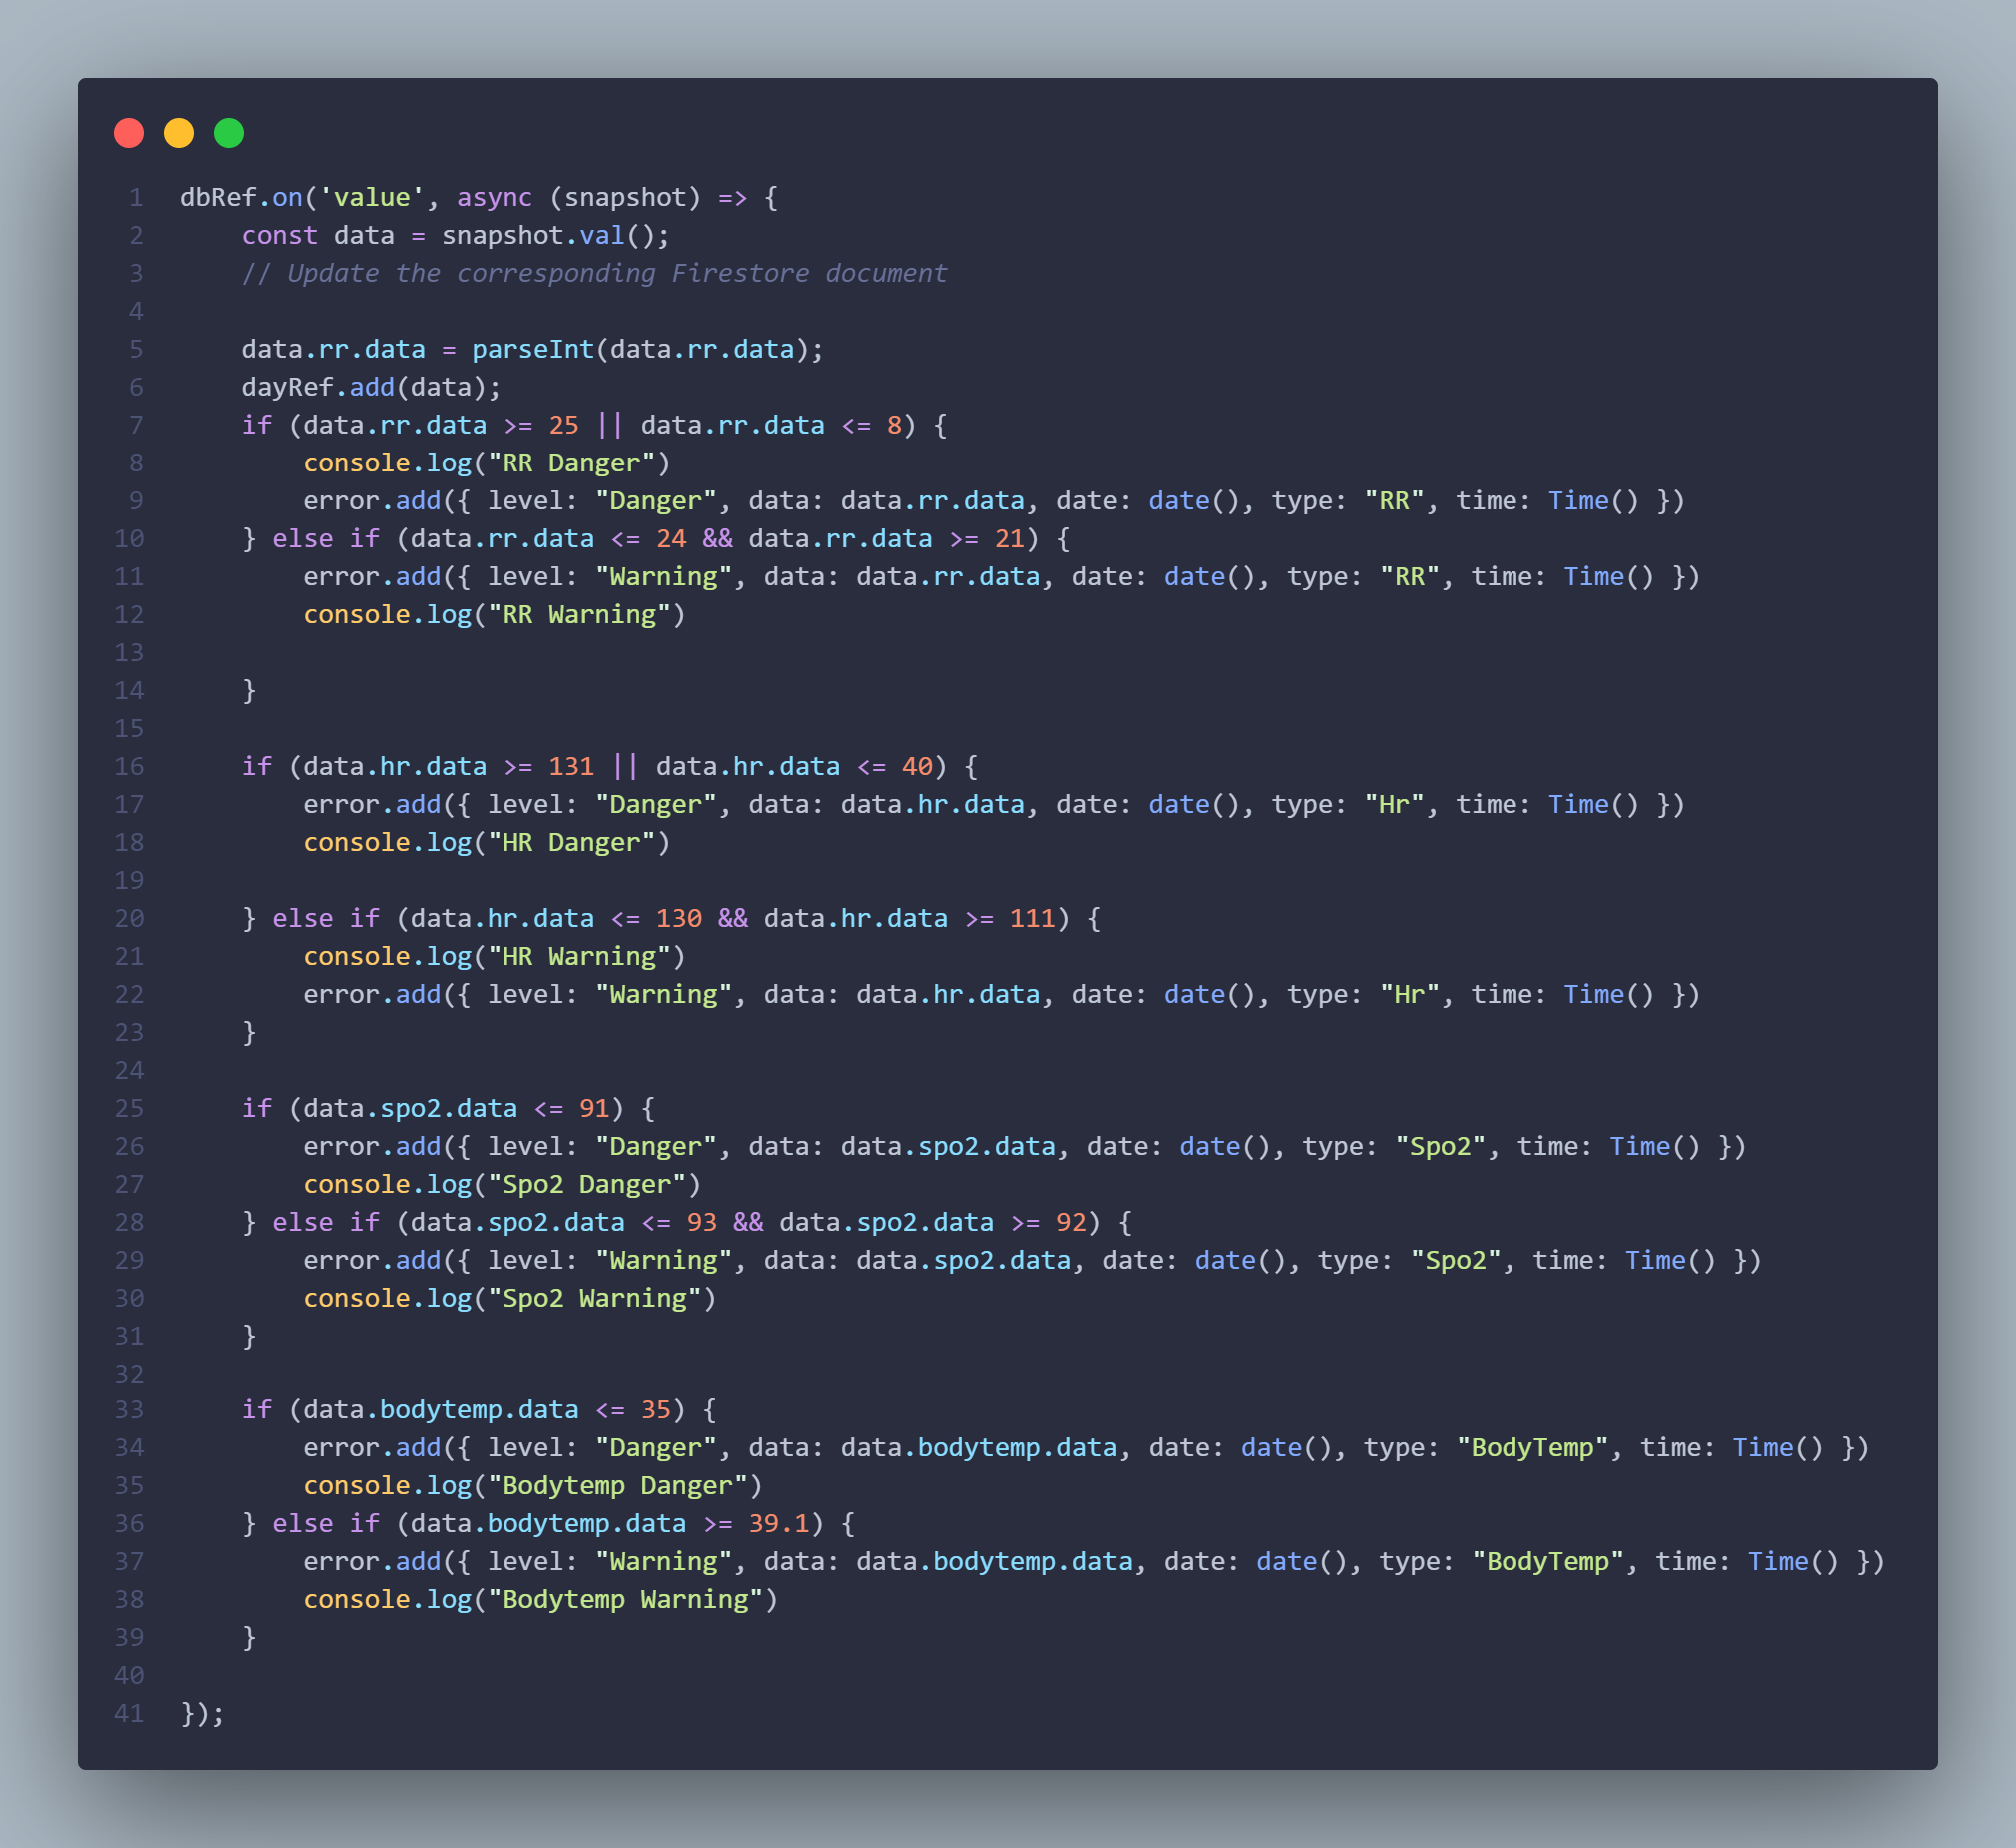 1 dbRef.on('value', async (snapshot) => {
2     const data = snapshot.val();
3     // Update the corresponding Firestore document
4
5     data.rr.data = parseInt(data.rr.data);
6     dayRef.add(data);
7     if (data.rr.data >= 25 || data.rr.data <= 8) {
8         console.log("RR Danger")
9         error.add({ level: "Danger", data: data.rr.data, date: date(), type: "RR", time: Time() })
10     } else if (data.rr.data <= 24 && data.rr.data >= 21) {
11         error.add({ level: "Warning", data: data.rr.data, date: date(), type: "RR", time: Time() })
12         console.log("RR Warning")
13
14     }
15
16     if (data.hr.data >= 131 || data.hr.data <= 40) {
17         error.add({ level: "Danger", data: data.hr.data, date: date(), type: "Hr", time: Time() })
18         console.log("HR Danger")
19
20     } else if (data.hr.data <= 130 && data.hr.data >= 111) {
21         console.log("HR Warning")
22         error.add({ level: "Warning", data: data.hr.data, date: date(), type: "Hr", time: Time() })
23     }
24
25     if (data.spo2.data <= 91) {
26         error.add({ level: "Danger", data: data.spo2.data, date: date(), type: "Spo2", time: Time() })
27         console.log("Spo2 Danger")
28     } else if (data.spo2.data <= 93 && data.spo2.data >= 92) {
29         error.add({ level: "Warning", data: data.spo2.data, date: date(), type: "Spo2", time: Time() })
30         console.log("Spo2 Warning")
31     }
32
33     if (data.bodytemp.data <= 35) {
34         error.add({ level: "Danger", data: data.bodytemp.data, date: date(), type: "BodyTemp", time: Time() })
35         console.log("Bodytemp Danger")
36     } else if (data.bodytemp.data >= 39.1) {
37         error.add({ level: "Warning", data: data.bodytemp.data, date: date(), type: "BodyTemp", time: Time() })
38         console.log("Bodytemp Warning")
39     }
40
41 });